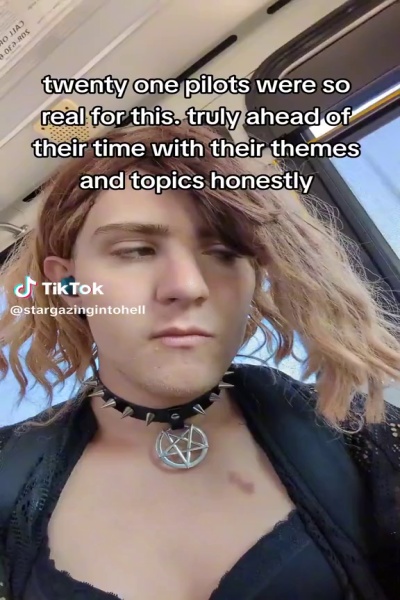 twenty one pilots were so
real for this. truly ahead of
their time with their themes
and topics honestly
TikTok
@stargazingintohell